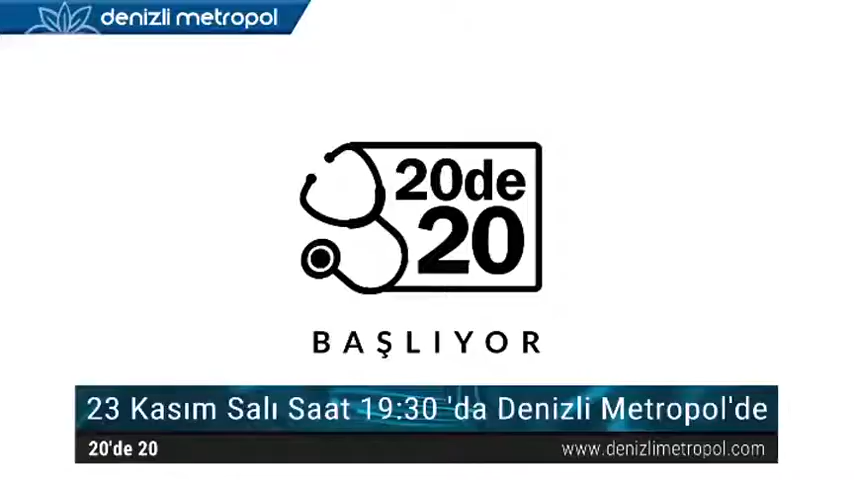 denizli metropol
20de
20
BAŞLIYOR
23 Kasım Salı Saat 19:30 'da Denizli Metropol'de
20'de 20
www.denizlimetropol.com